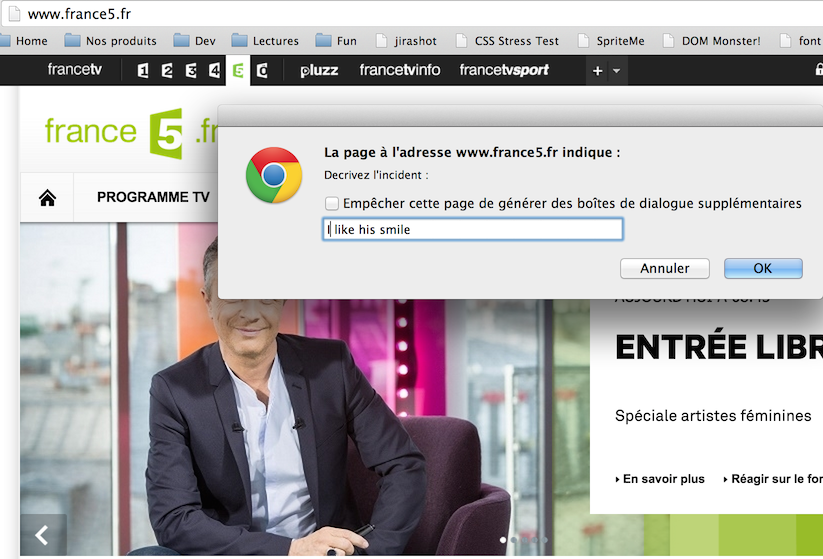 www.france5.fr
Home Nos produits Dev Lectures Fun jirashot CSS Stress Test SpriteMe DOM Monster! font
francetv 1 2 3 4 5 Ô pluzz francetvinfo francetvsport +
france 5 .fr
La page à l'adresse www.france5.fr indique :
Decrivez l'incident :
Empêcher cette page de générer des boîtes de dialogue supplémentaires
I like his smile
Annuler OK
PROGRAMME TV
ENTRÉE LIBR
Spéciale artistes féminines
En savoir plus Réagir sur le for